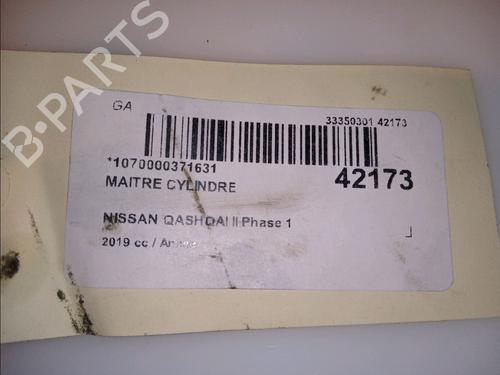 B-PARTS
GA
33350301 42173
*1070000371631
42173
MAITRE CYLINDRE
NISSAN QASHQAI II Phase 1
2019 cc /